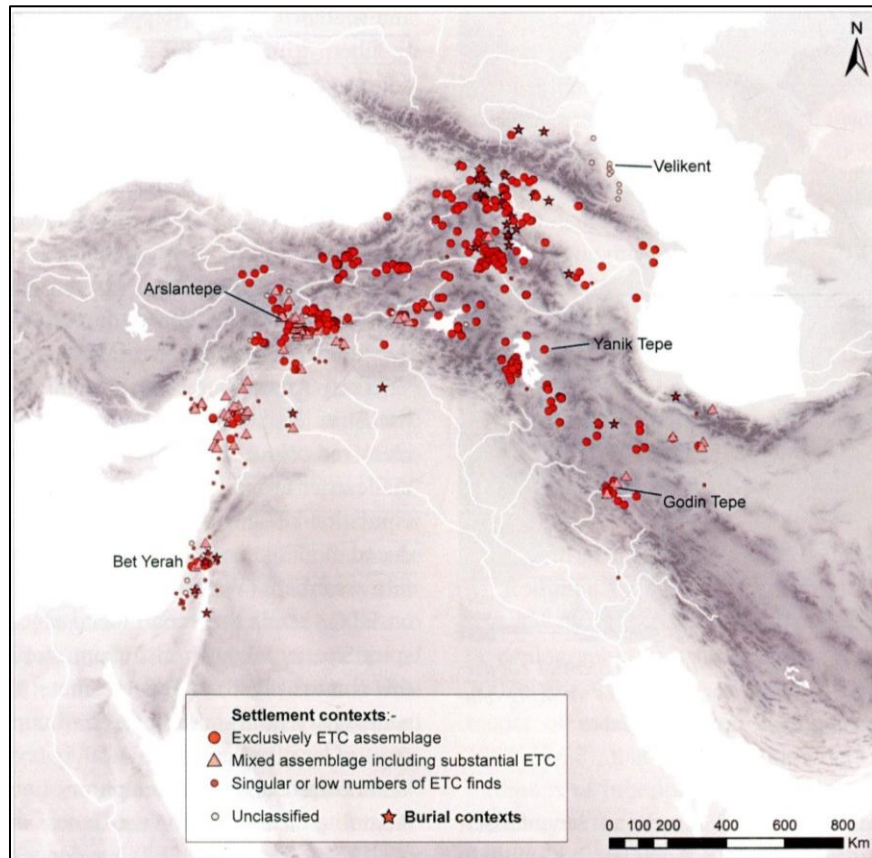 N
Velikent
Arslantepe
Yanik Tepe
Godin Tepe
Bet Yerah
Settlement contexts:-
Exclusively ETC assemblage
Mixed assemblage including substantial ETC
Singular or low numbers of ETC finds
Unclassified
Burial contexts
0 100 200 400 600 800
Km